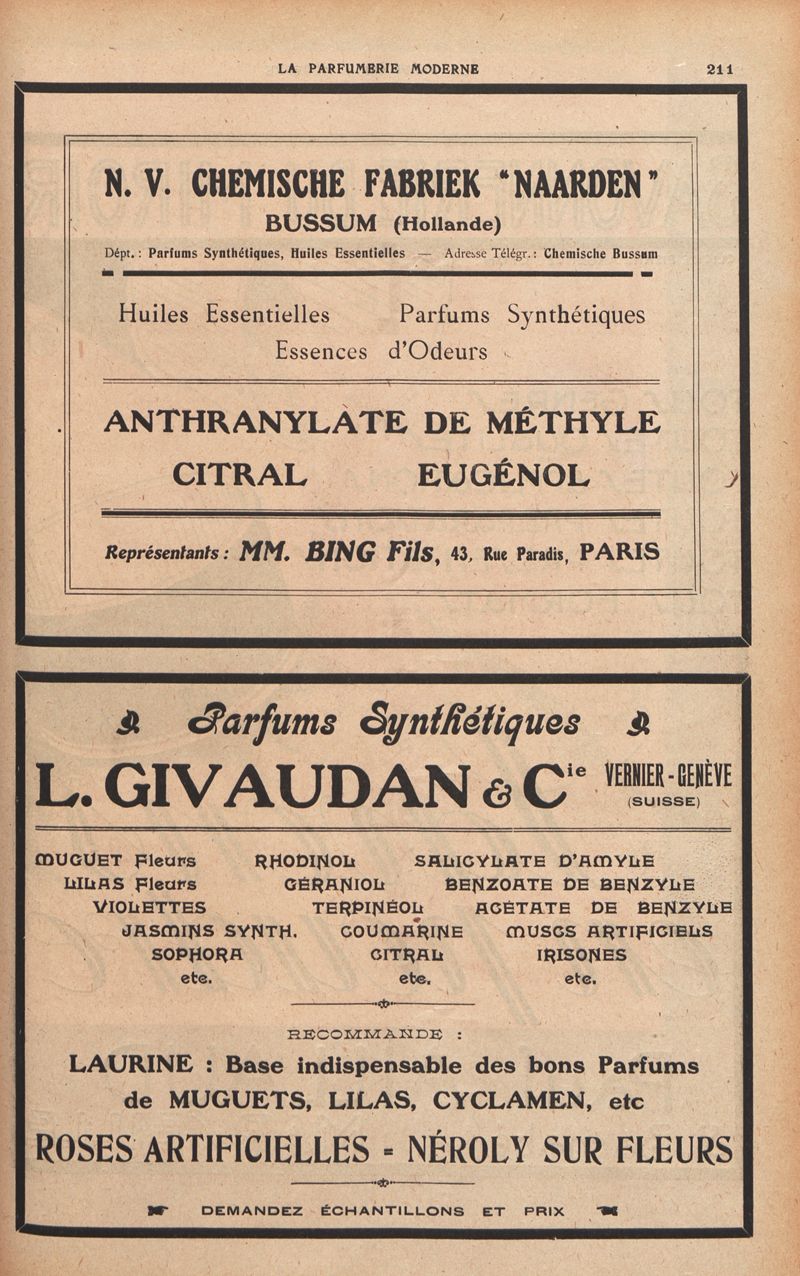 LA PARFUMERIE MODERNE 211
N. V. CHEMISCHE FABRIEK "NAARDEN"
BUSSUM (Hollande)
Dépt. : Parfums Synthétiques, Huiles Essentielles — Adresse Télégr. : Chemische Bussum
Huiles Essentielles Parfums Synthétiques
Essences d'Odeurs
ANTHRANYLATE DE MÉTHYLE
CITRAL EUGÉNOL
Représentants : MM. BING Fils, 43, Rue Paradis, PARIS
Parfums Synthétiques
L. GIVAUDAN & Cie VERNIER-GENÈVE
(SUISSE)
MUGUET Fleurs RHODINOL SALICYLATE D'AMYLE
LILAS Fleurs GÉRANIOL BENZOATE DE BENZYLE
VIOLETTES TERPINÉOL ACÉTATE DE BENZYLE
JASMINS SYNTH. COUMARINE MUSCS ARTIFICIELS
SOPHORA CITRAL IRISONES
etc. etc. etc.
RECOMMANDE :
LAURINE : Base indispensable des bons Parfums
de MUGUETS, LILAS, CYCLAMEN, etc
ROSES ARTIFICIELLES = NÉROLY SUR FLEURS
DEMANDEZ ÉCHANTILLONS ET PRIX